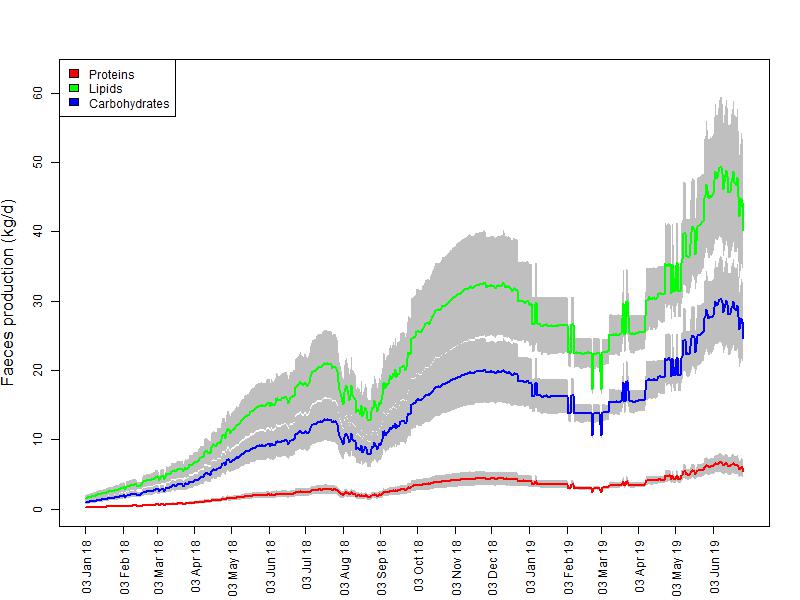 Proteins
Lipids
Carbohydrates
Faeces production (kg/d)
60
50
40
30
20
10
0
03 Jan 18
03 Feb 18
03 Mar 18
03 Apr 18
03 May 18
03 Jun 18
03 Jul 18
03 Aug 18
03 Sep 18
03 Oct 18
03 Nov 18
03 Dec 18
03 Jan 19
03 Feb 19
03 Mar 19
03 Apr 19
03 May 19
03 Jun 19